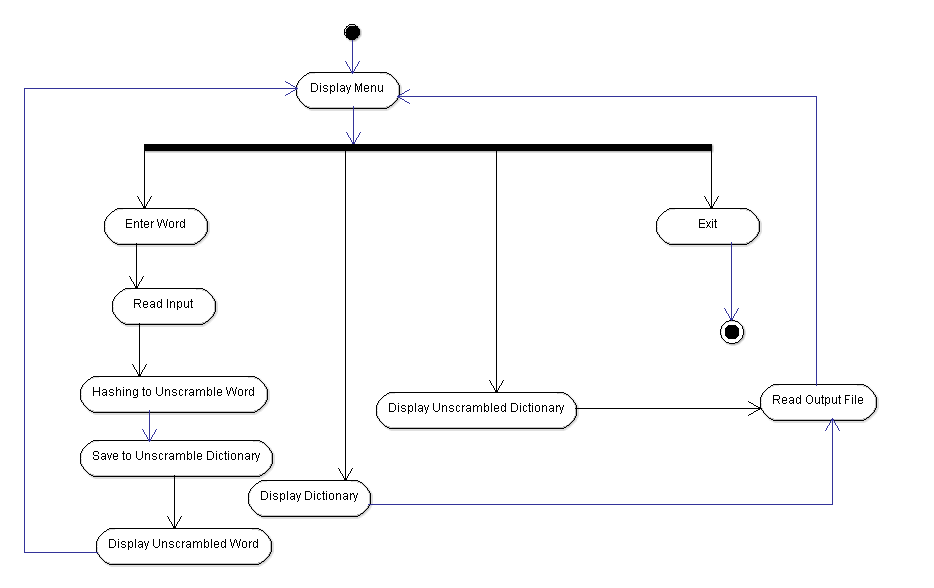 Display Menu
Enter Word
Exit
Read Input
Hashing to Unscramble Word
Display Unscrambled Dictionary
Read Output File
Save to Unscramble Dictionary
Display Dictionary
Display Unscrambled Word